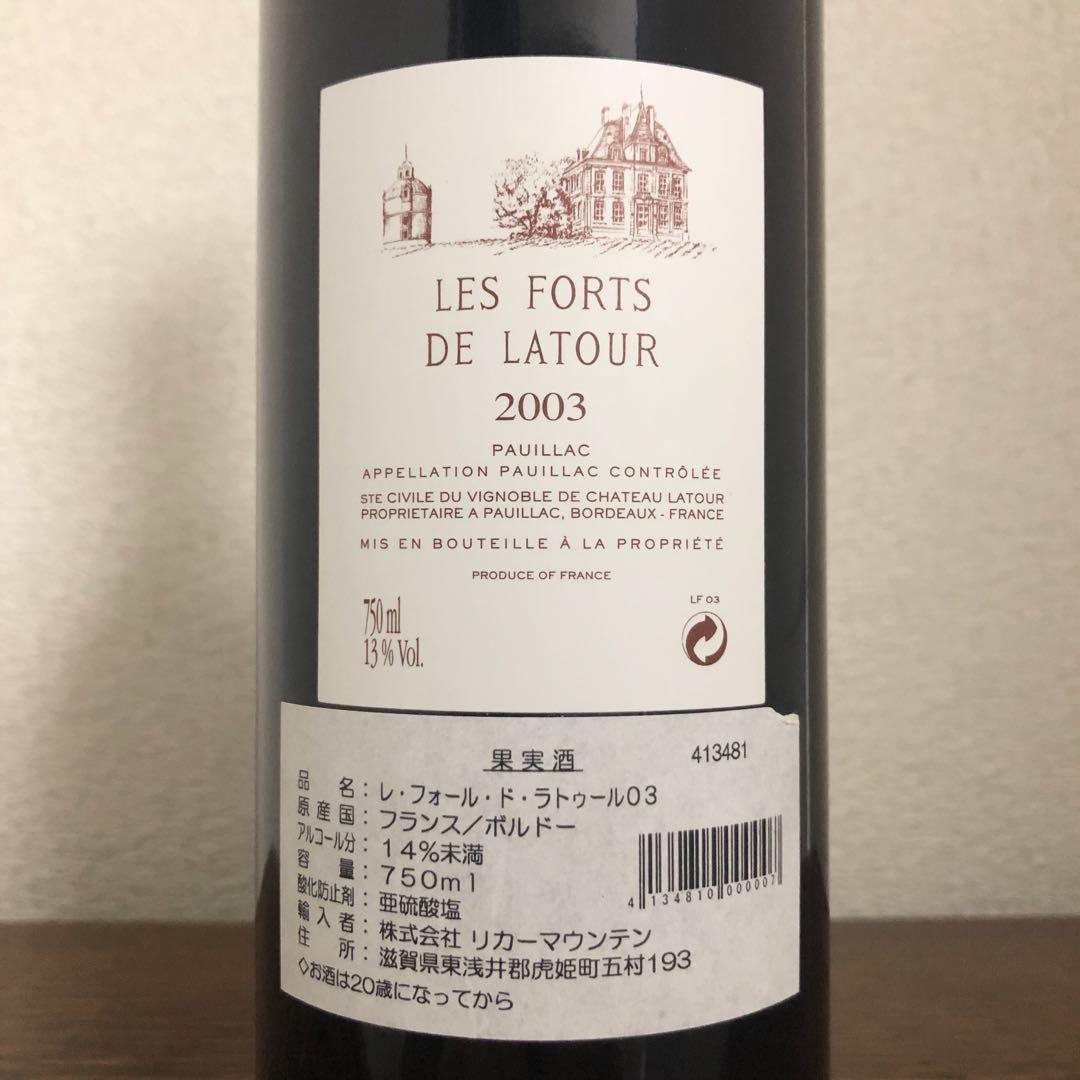 LES FORTS
DE LATOUR
2003
PAUILLAC
APPELLATION PAUILLAC CONTRÔLÉE
STE CIVILE DU VIGNOBLE DE CHATEAU LATOUR
PROPRIETAIRE A PAUILLAC, BORDEAUX - FRANCE
MIS EN BOUTEILLE À LA PROPRIÉTÉ
PRODUCE OF FRANCE
750 ml
13 % Vol.
LF 03
果実酒
413481
品名：レ・フォール・ド・ラトゥール03
原産国：フランス／ボルドー
アルコール分：14%未満
容量：750ml
酸化防止剤：亜硫酸塩
輸入者：株式会社 リカーマウンテン
住所：滋賀県東浅井郡虎姫町五村193
◇お酒は20歳になってから
4 134810 000007